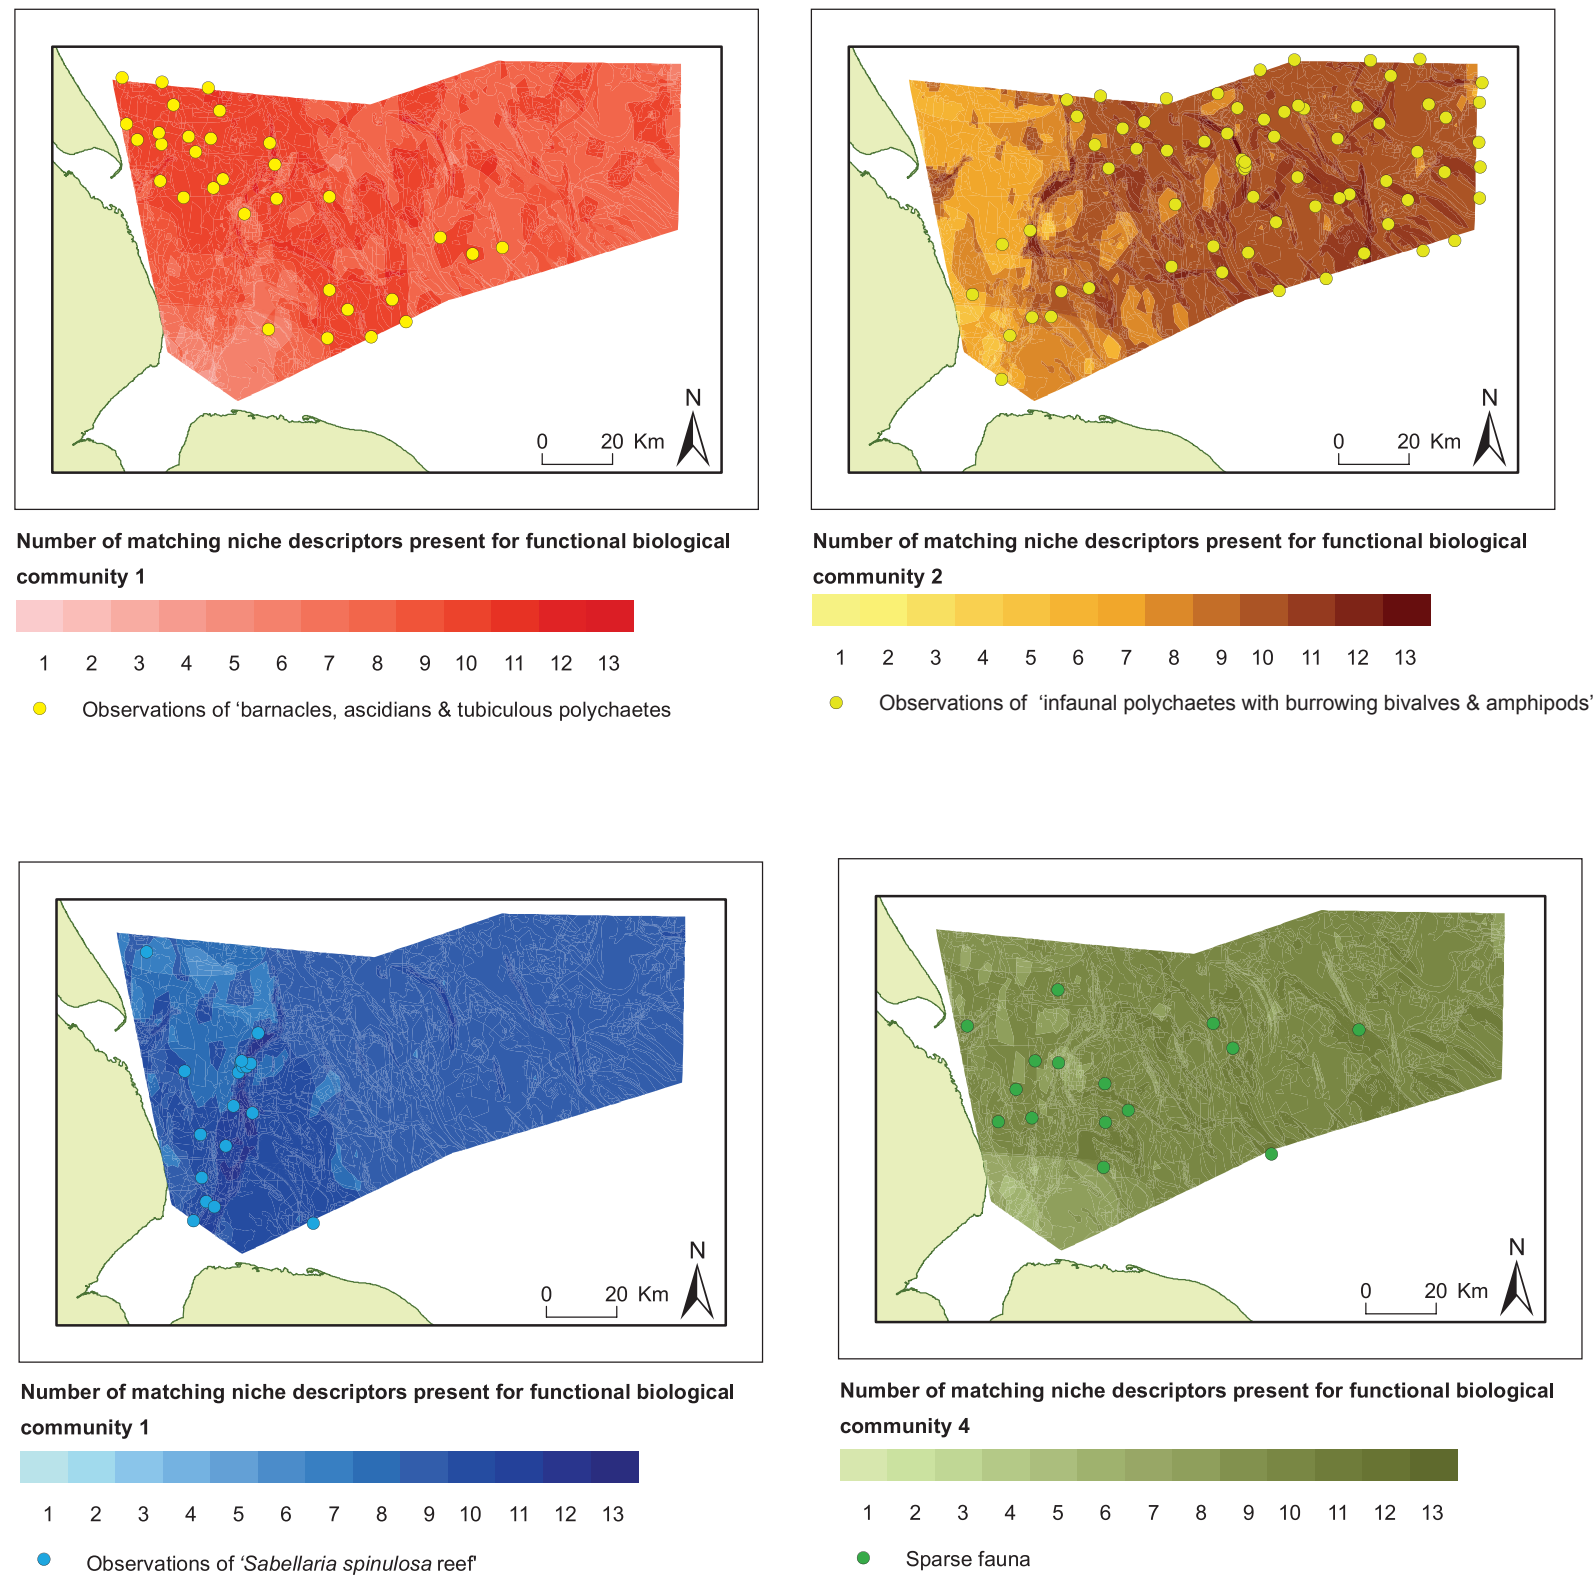 N
0 20 Km
Number of matching niche descriptors present for functional biological
community 1
1 2 3 4 5 6 7 8 9 10 11 12 13
Observations of ‘barnacles, ascidians & tubiculous polychaetes
N
0 20 Km
Number of matching niche descriptors present for functional biological
community 2
1 2 3 4 5 6 7 8 9 10 11 12 13
Observations of ‘infaunal polychaetes with burrowing bivalves & amphipods’
N
0 20 Km
Number of matching niche descriptors present for functional biological
community 1
1 2 3 4 5 6 7 8 9 10 11 12 13
Observations of ‘Sabellaria spinulosa reef'
N
0 20 Km
Number of matching niche descriptors present for functional biological
community 4
1 2 3 4 5 6 7 8 9 10 11 12 13
Sparse fauna